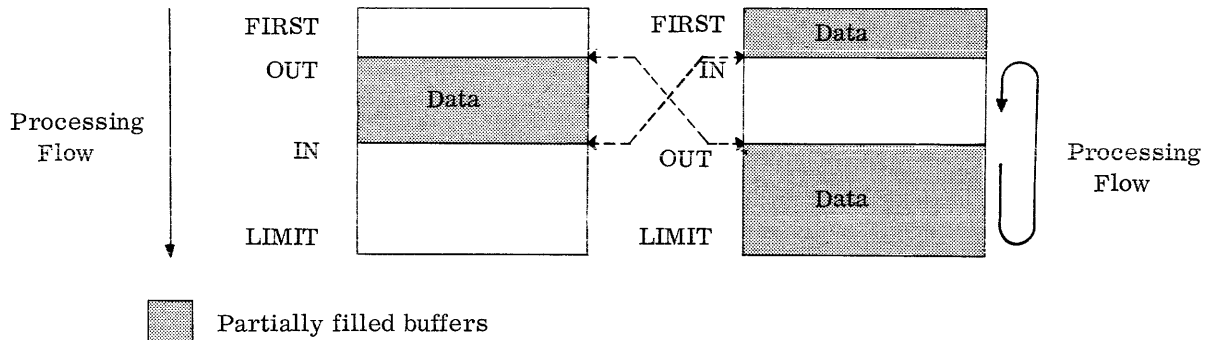 FIRST
OUT
Data
IN
LIMIT
Processing
Flow
FIRST
Data
IN
OUT
Data
LIMIT
Processing
Flow
Partially filled buffers